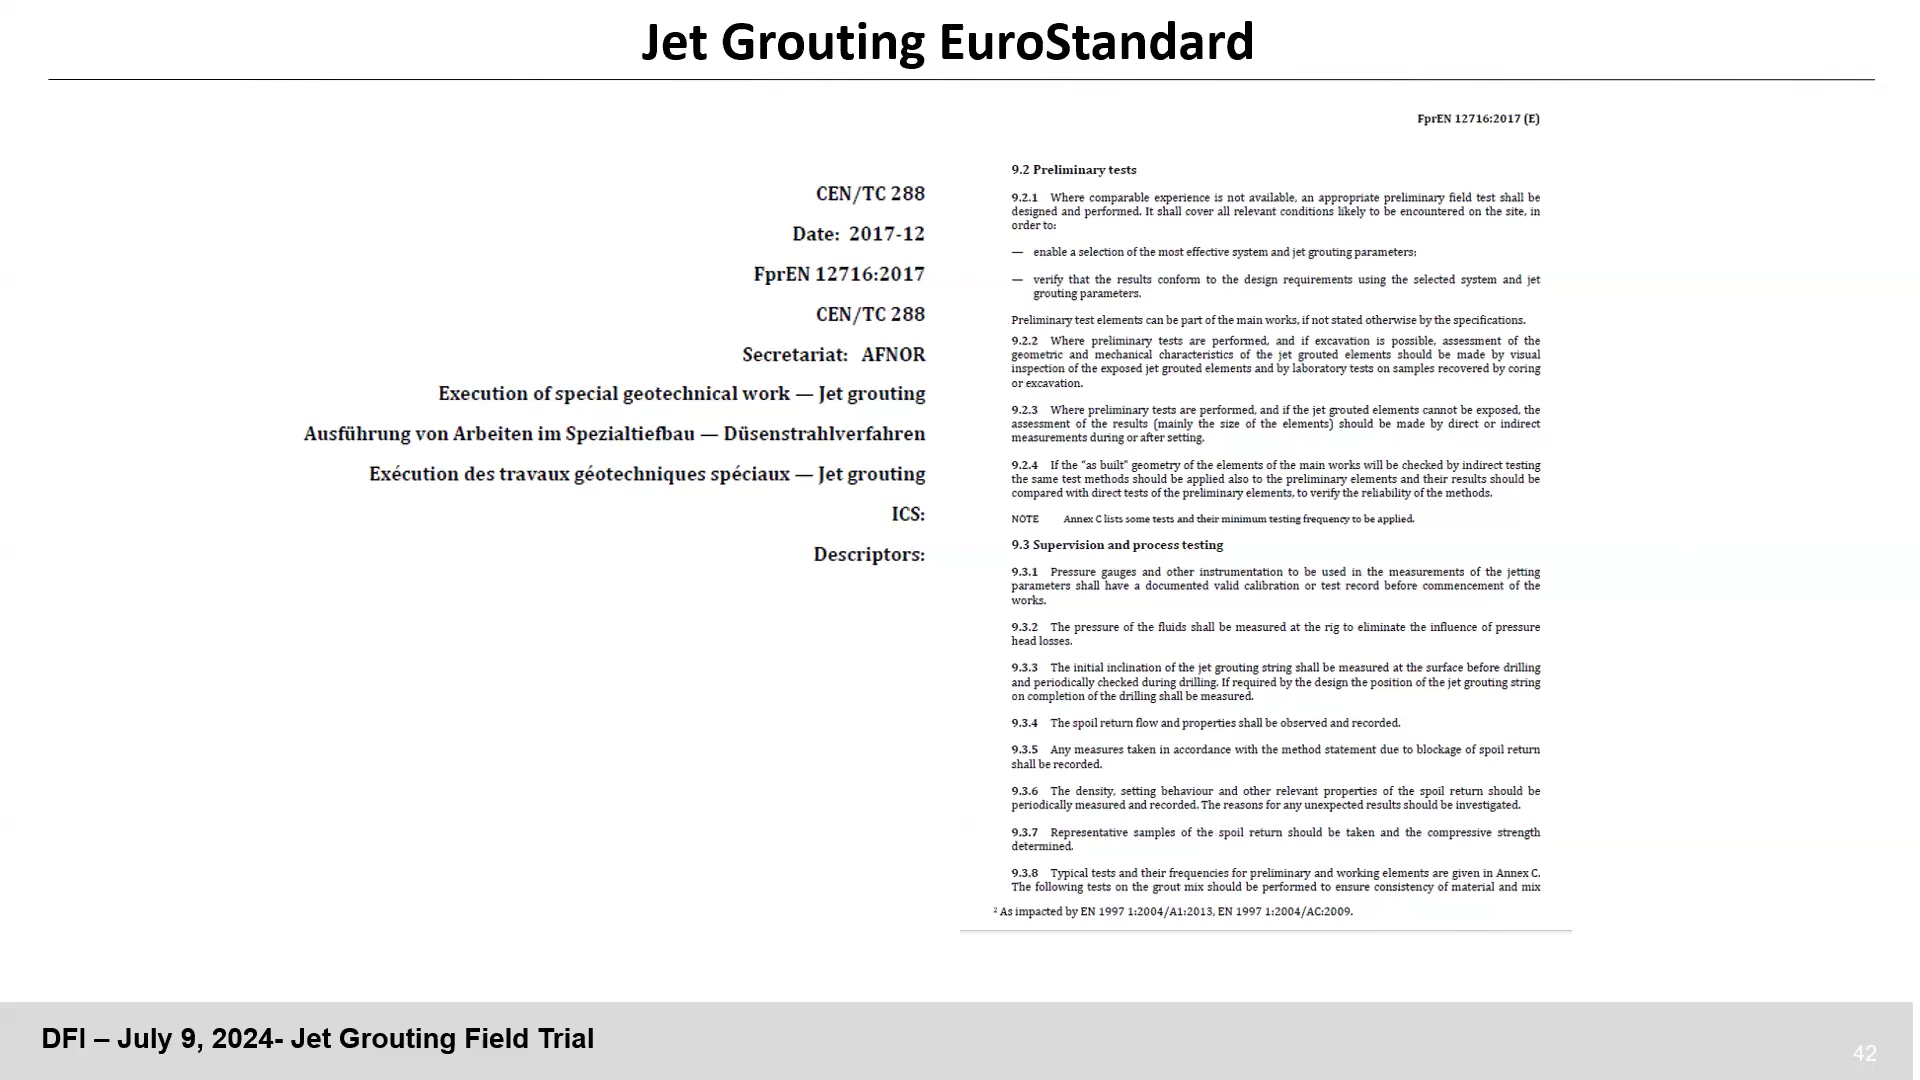 Jet Grouting EuroStandard
CEN/TC 288
Date: 2017-12
FprEN 12716:2017
CEN/TC 288
Secretariat: AFNOR
Execution of special geotechnical work — Jet grouting
Ausführung von Arbeiten im Spezialtiefbau — Düsenstrahlverfahren
Exécution des travaux géotechniques spéciaux — Jet grouting
ICS:
Descriptors:
FprEN 12716:2017 (E)
9.2 Preliminary tests
9.2.1 Where comparable experience is not available, an appropriate preliminary field test shall be
designed and performed. It shall cover all relevant conditions likely to be encountered on the site, in
order to:
— enable a selection of the most effective system and jet grouting parameters;
— verify that the results conform to the design requirements using the selected system and jet
grouting parameters.
Preliminary test elements can be part of the main works, if not stated otherwise by the specifications.
9.2.2 Where preliminary tests are performed, and if excavation is possible, assessment of the
geometric and mechanical characteristics of the jet grouted elements should be made by visual
inspection of the exposed jet grouted elements and by laboratory tests on samples recovered by coring
or excavation.
9.2.3 Where preliminary tests are performed, and if the jet grouted elements cannot be exposed, the
assessment of the results (mainly the size of the elements) should be made by direct or indirect
measurements during or after setting.
9.2.4 If the "as built" geometry of the elements of the main works will be checked by indirect testing
the same test methods should be applied also to the preliminary elements and their results should be
compared with direct tests of the preliminary elements, to verify the reliability of the methods.
NOTE Annex C lists some tests and their minimum testing frequency to be applied.
9.3 Supervision and process testing
9.3.1 Pressure gauges and other instrumentation to be used in the measurements of the jetting
parameters shall have a documented valid calibration or test record before commencement of the
works.
9.3.2 The pressure of the fluids shall be measured at the rig to eliminate the influence of pressure
head losses.
9.3.3 The initial inclination of the jet grouting string shall be measured at the surface before drilling
and periodically checked during drilling. If required by the design the position of the jet grouting string
on completion of the drilling shall be measured.
9.3.4 The spoil return flow and properties shall be observed and recorded.
9.3.5 Any measures taken in accordance with the method statement due to blockage of spoil return
shall be recorded.
9.3.6 The density, setting behaviour and other relevant properties of the spoil return should be
periodically measured and recorded. The reasons for any unexpected results should be investigated.
9.3.7 Representative samples of the spoil return should be taken and the compressive strength
determined.
9.3.8 Typical tests and their frequencies for preliminary and working elements are given in Annex C.
The following tests on the grout mix should be performed to ensure consistency of material and mix
² As impacted by EN 1997 1:2004/A1:2013, EN 1997 1:2004/AC:2009.
DFI – July 9, 2024- Jet Grouting Field Trial
42